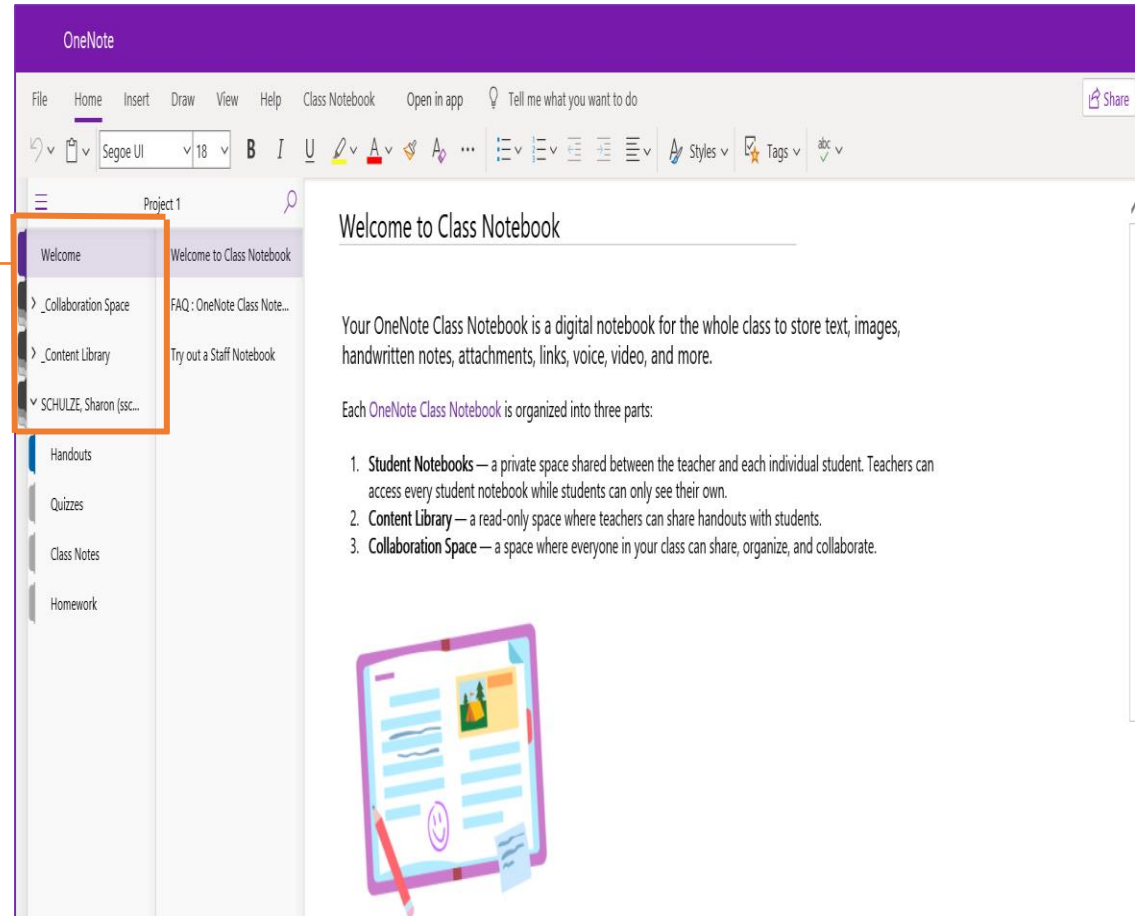 OneNote
File Home Insert Draw View Help Class Notebook Open in app Tell me what you want to do Share
Segoe UI 18 B I U A A Styles Tags abc
Project 1
Welcome
_Collaboration Space
_Content Library
SCHULZE, Sharon (ssc...
Handouts
Quizzes
Class Notes
Homework
Welcome to Class Notebook
FAQ : OneNote Class Note...
Try out a Staff Notebook
Welcome to Class Notebook
Your OneNote Class Notebook is a digital notebook for the whole class to store text, images,
handwritten notes, attachments, links, voice, video, and more.
Each OneNote Class Notebook is organized into three parts:
1. Student Notebooks — a private space shared between the teacher and each individual student. Teachers can
access every student notebook while students can only see their own.
2. Content Library — a read-only space where teachers can share handouts with students.
3. Collaboration Space — a space where everyone in your class can share, organize, and collaborate.